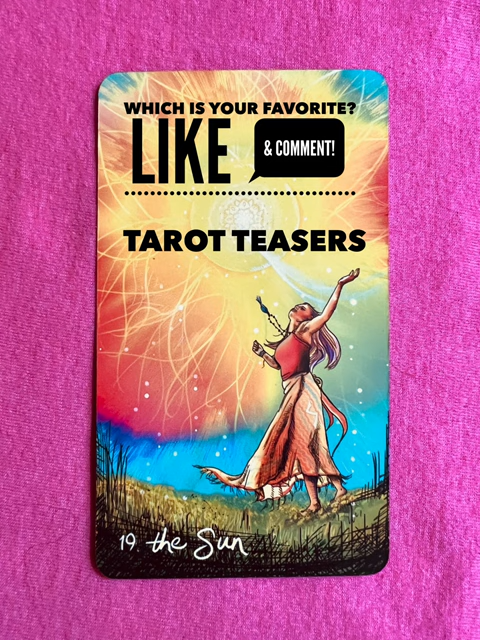 WHICH IS YOUR FAVORITE?
LIKE
& COMMENT!
TAROT TEASERS
19. the Sun